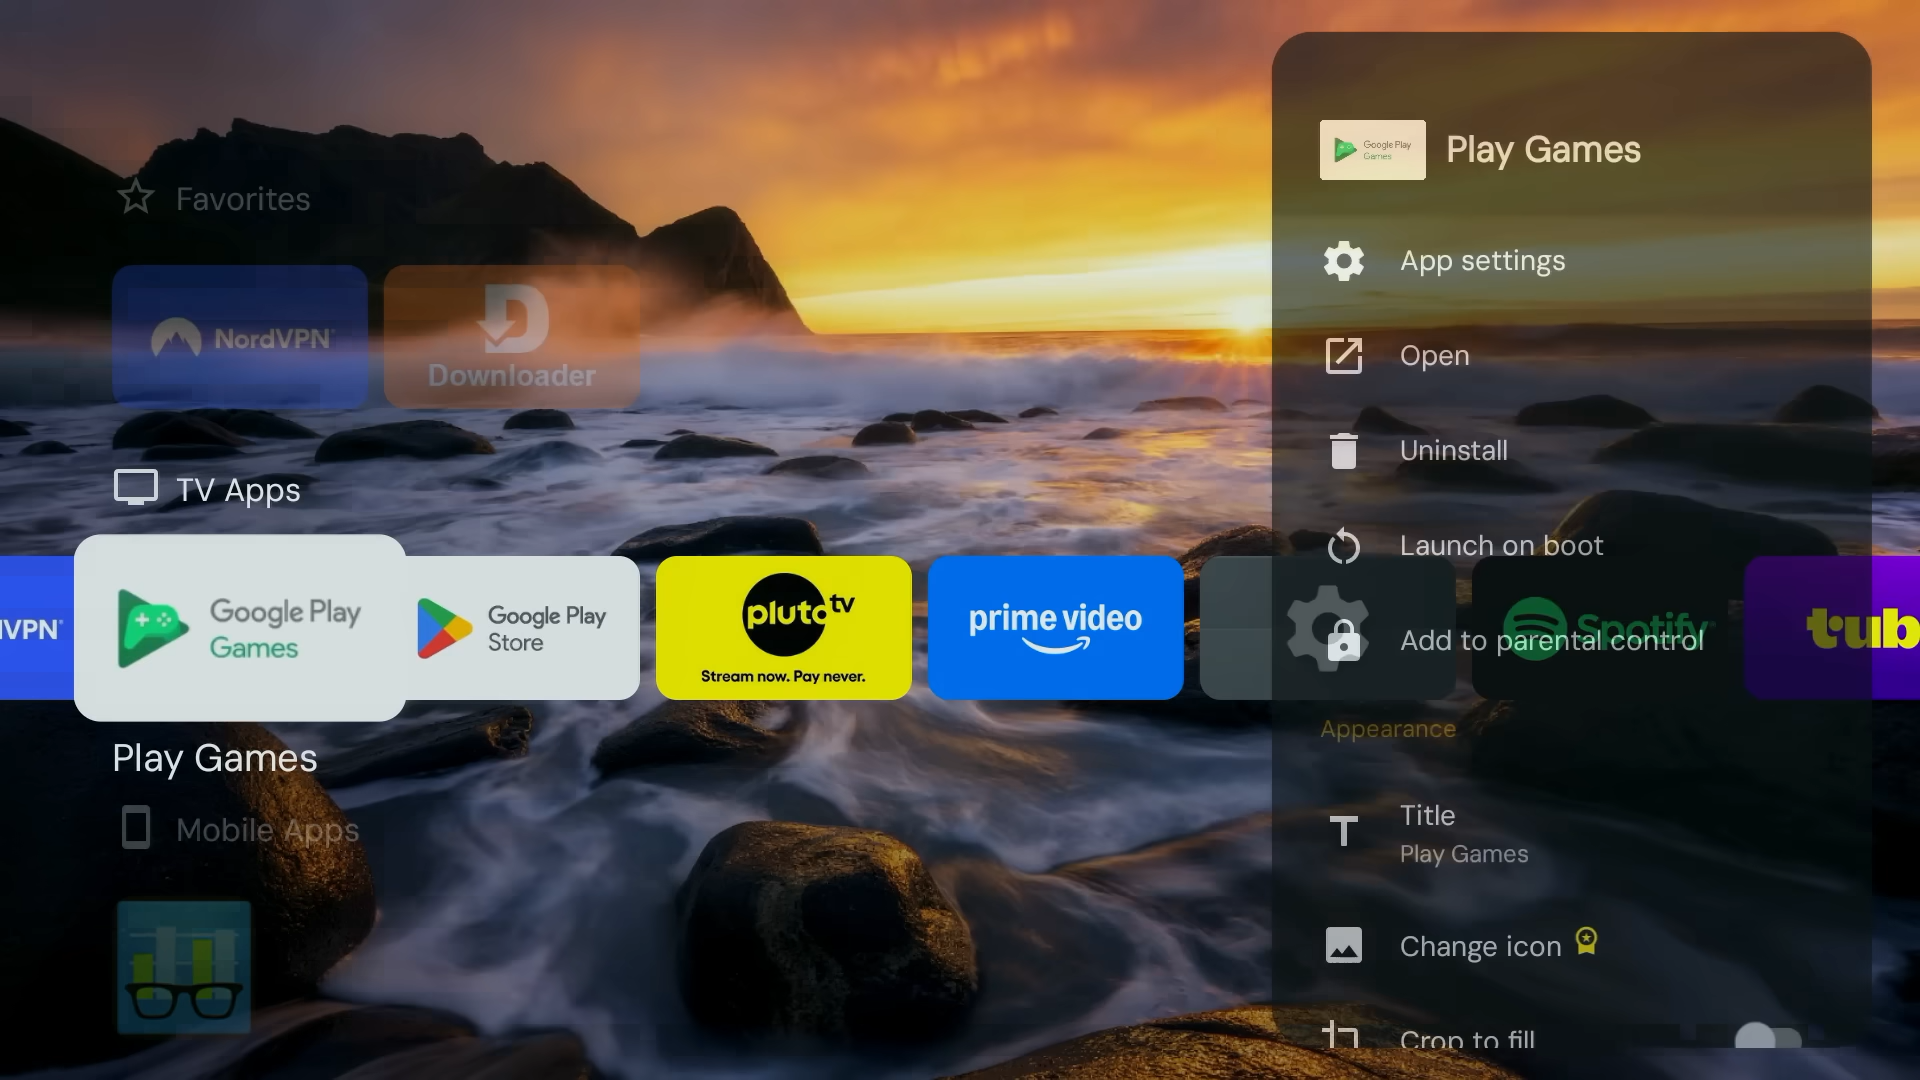 Favorites
NordVPN
Downloader
TV Apps
VPN
Google Play
Games
Google Play
Store
pluto tv
Stream now. Pay never.
prime video
Spotify
tub
Play Games
Mobile Apps
Google Play
Games
Play Games
App settings
Open
Uninstall
Launch on boot
Add to parental control
Appearance
Title
Play Games
Change icon
Crop to fill